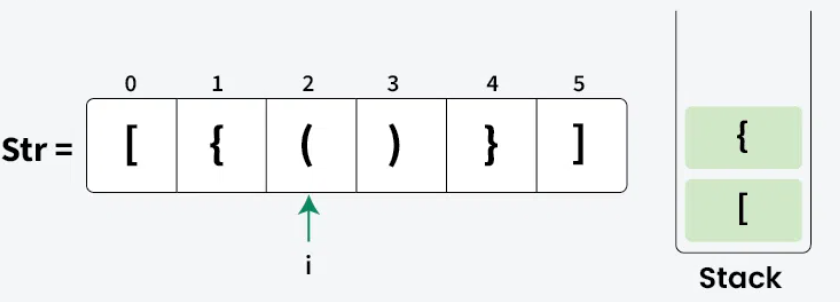 0 1 2 3 4 5
Str = [ { ( ) } ]
i
{
[
Stack